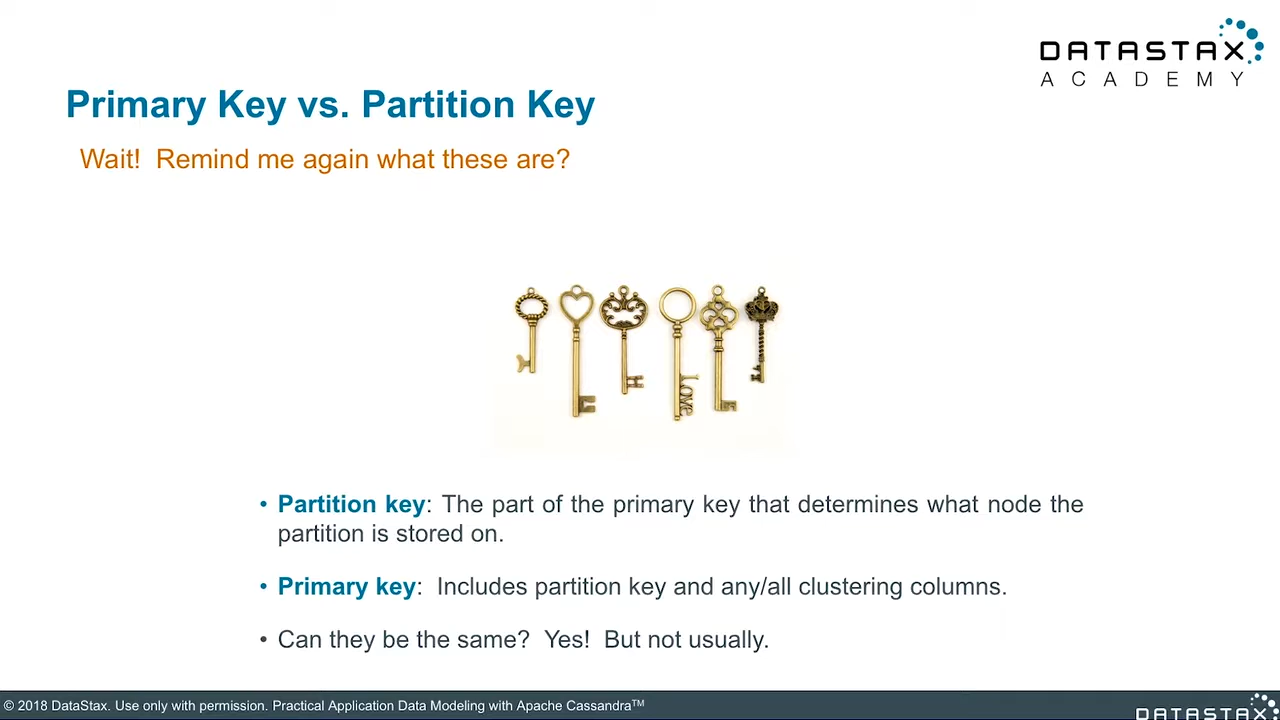 DATASTAX
ACADEMY
Primary Key vs. Partition Key
Wait!  Remind me again what these are?
LOVE
• Partition key: The part of the primary key that determines what node the
partition is stored on.
• Primary key:  Includes partition key and any/all clustering columns.
• Can they be the same?  Yes!  But not usually.
© 2018 DataStax. Use only with permission. Practical Application Data Modeling with Apache Cassandra™
DATASTAX